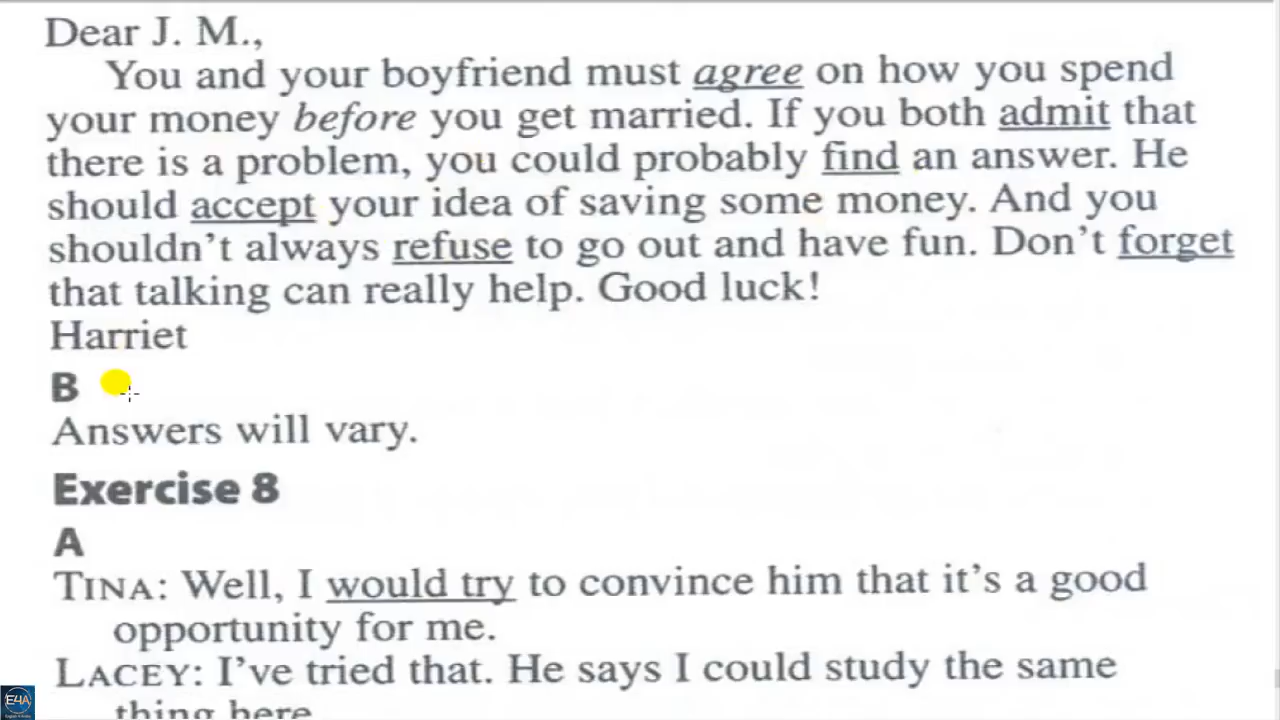 Dear J. M.,
You and your boyfriend must agree on how you spend
your money before you get married. If you both admit that
there is a problem, you could probably find an answer. He
should accept your idea of saving some money. And you
shouldn't always refuse to go out and have fun. Don't forget
that talking can really help. Good luck!
Harriet
B
Answers will vary.
Exercise 8
A
TINA: Well, I would try to convince him that it's a good
opportunity for me.
LACEY: I've tried that. He says I could study the same
thing here
E4A